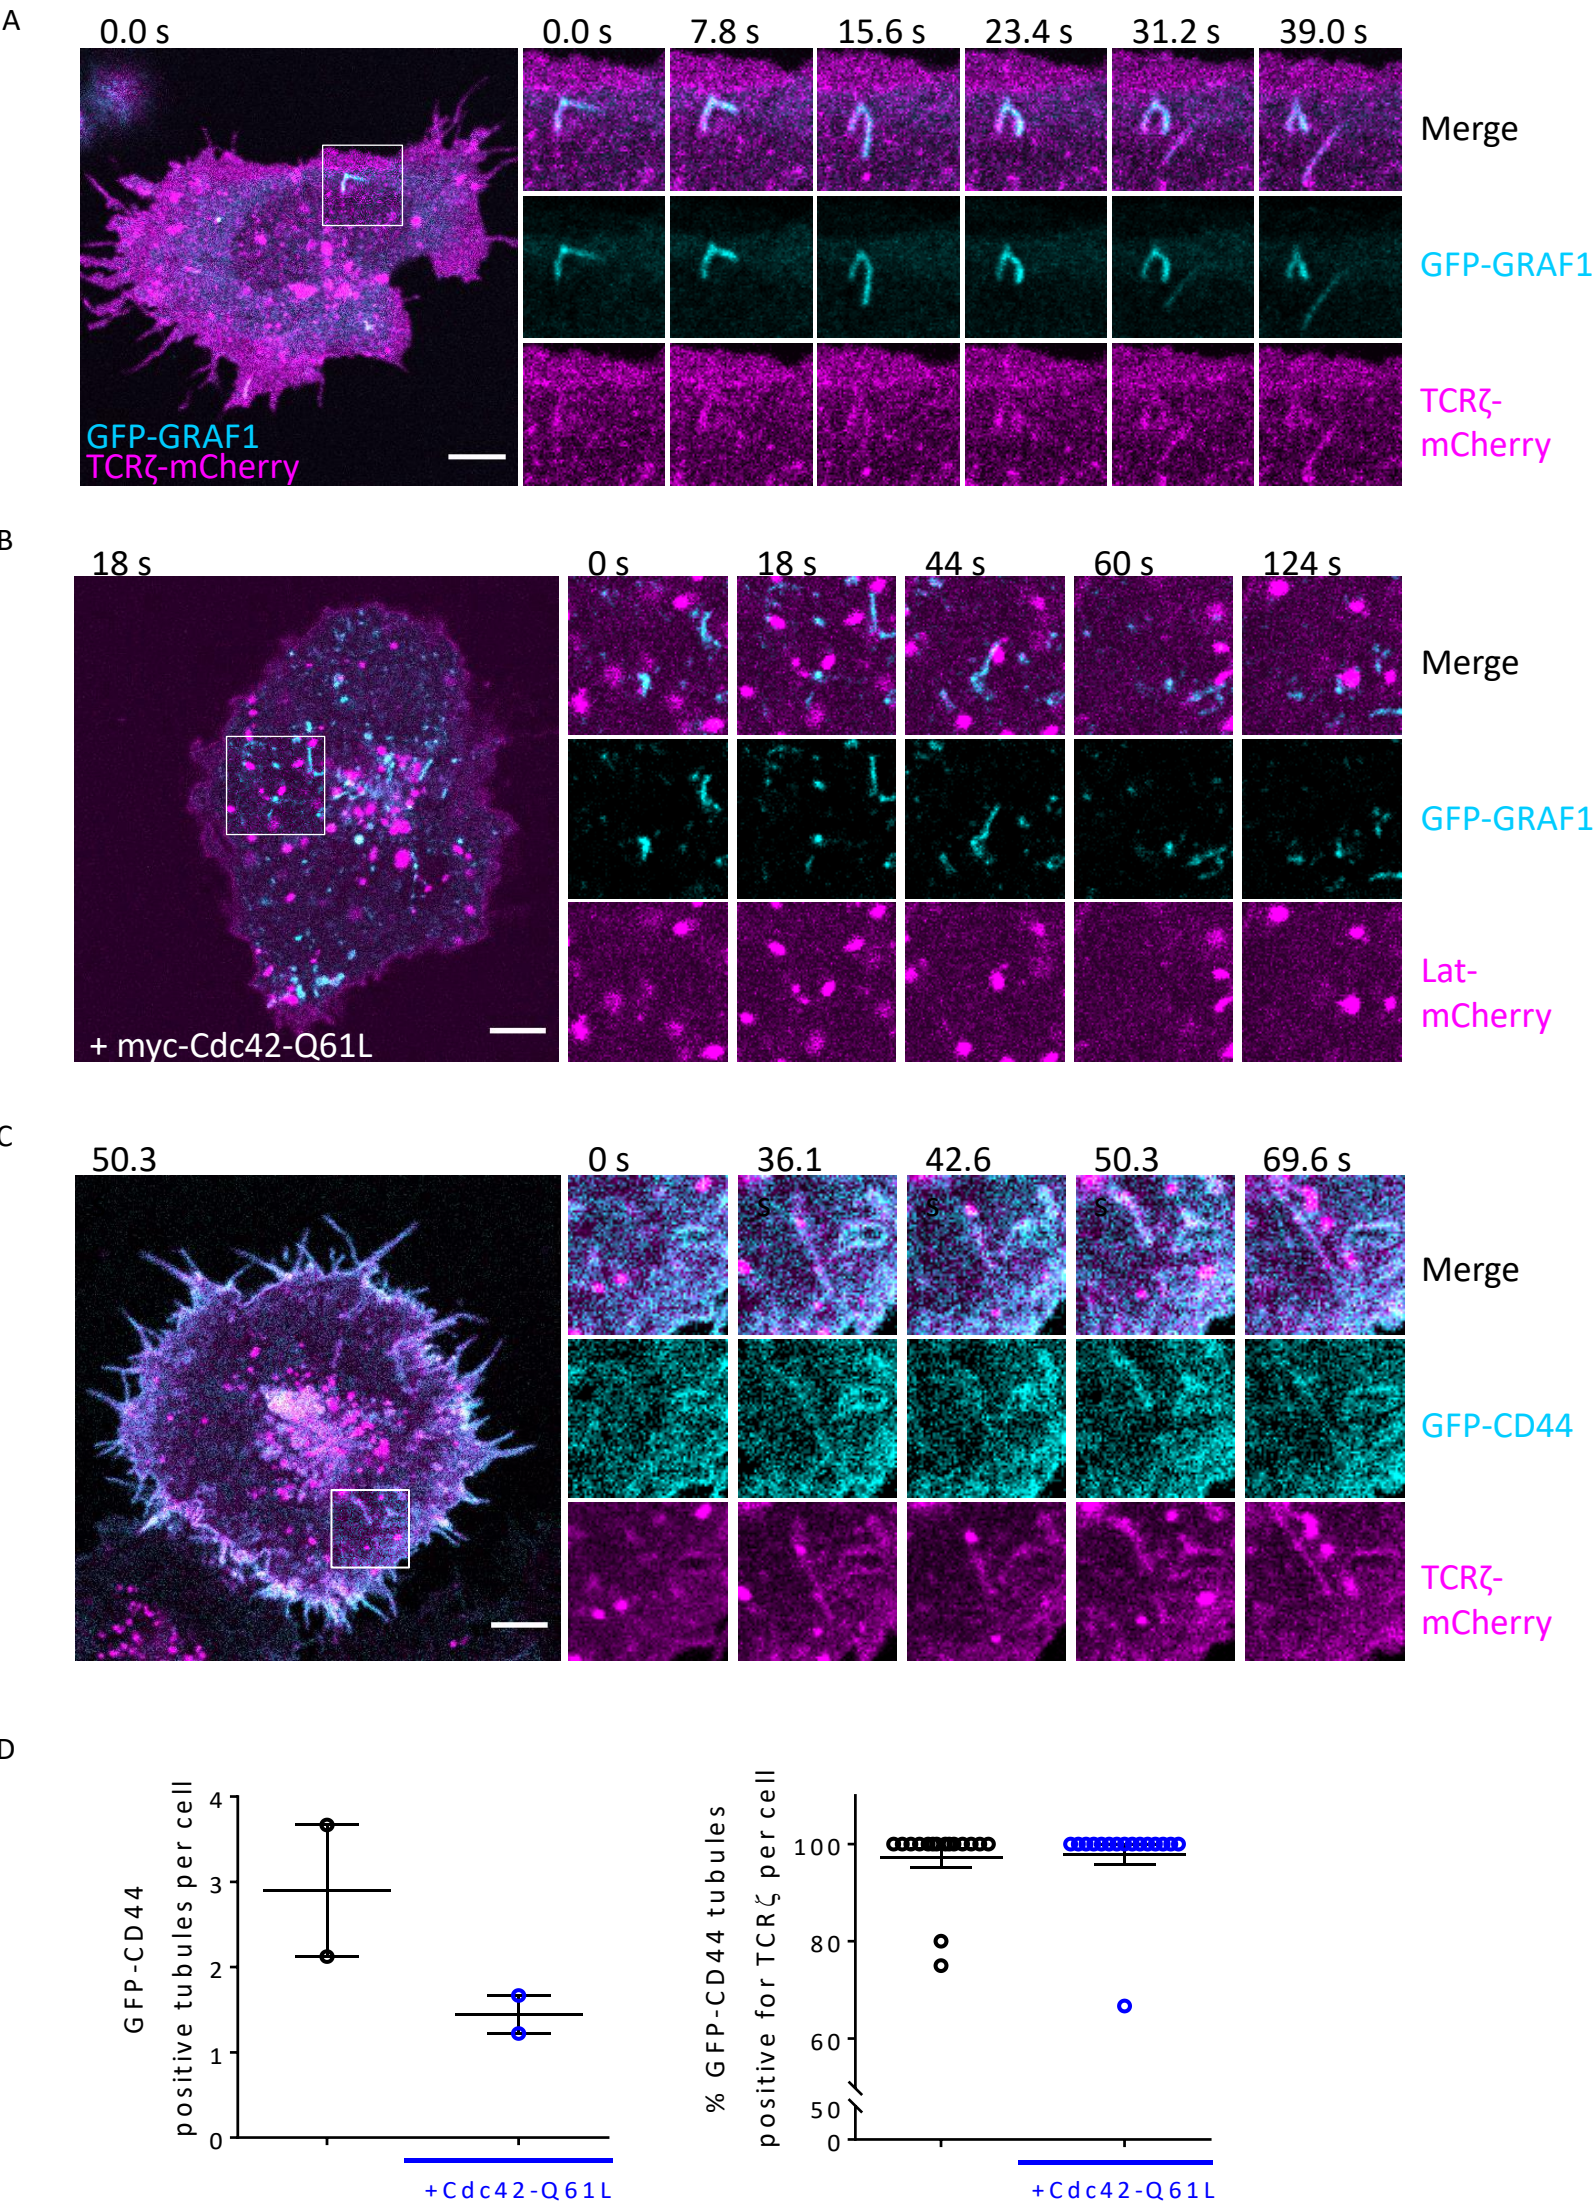 A
0.0 s
0.0 s 7.8 s 15.6 s 23.4 s 31.2 s 39.0 s
Merge
GFP-GRAF1
TCRζ-
mCherry
GFP-GRAF1
TCRζ-mCherry
B
18 s
0 s 18 s 44 s 60 s 124 s
Merge
GFP-GRAF1
Lat-
mCherry
+ myc-Cdc42-Q61L
C
50.3
0 s 36.1 42.6 50.3 69.6 s
s s s
Merge
GFP-CD44
TCRζ-
mCherry
D
GFP-CD44
positive tubules per cell
4
3
2
1
0
+Cdc42-Q61L
% GFP-CD44 tubules
positive for TCRζ per cell
100
80
60
50
0
+Cdc42-Q61L